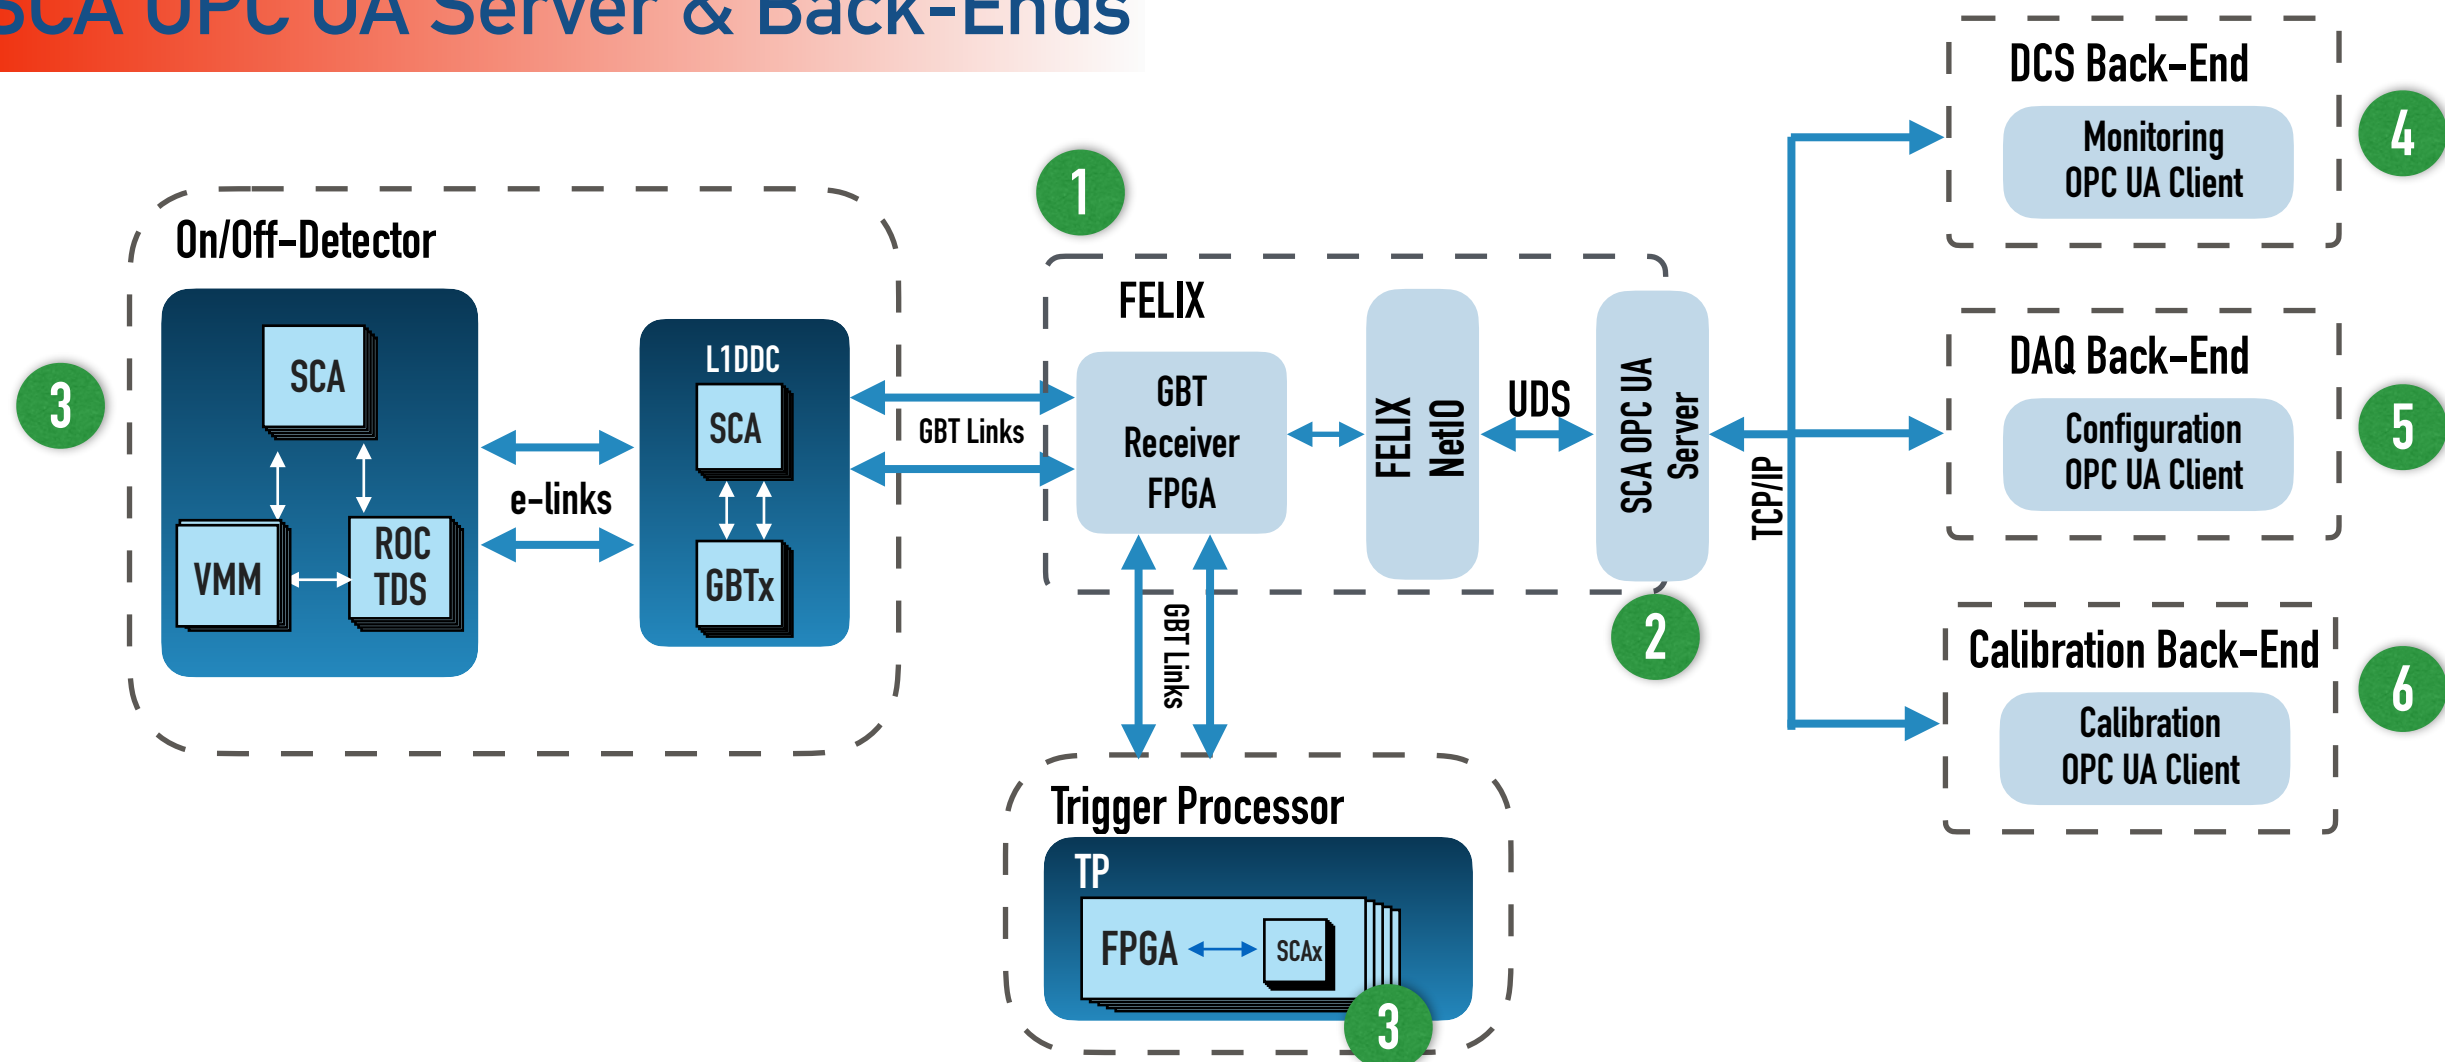 SCA OPC UA Server & Back-Ends
On/Off-Detector
3
SCA
VMM
ROC
TDS
e-links
L1DDC
SCA
GBTx
GBT Links
1
FELIX
GBT
Receiver
FPGA
FELIX
NetIO
UDS
SCA OPC UA
Server
2
TCP/IP
GBT Links
Trigger Processor
TP
FPGA
SCAx
3
DCS Back-End
Monitoring
OPC UA Client
4
DAQ Back-End
Configuration
OPC UA Client
5
Calibration Back-End
Calibration
OPC UA Client
6